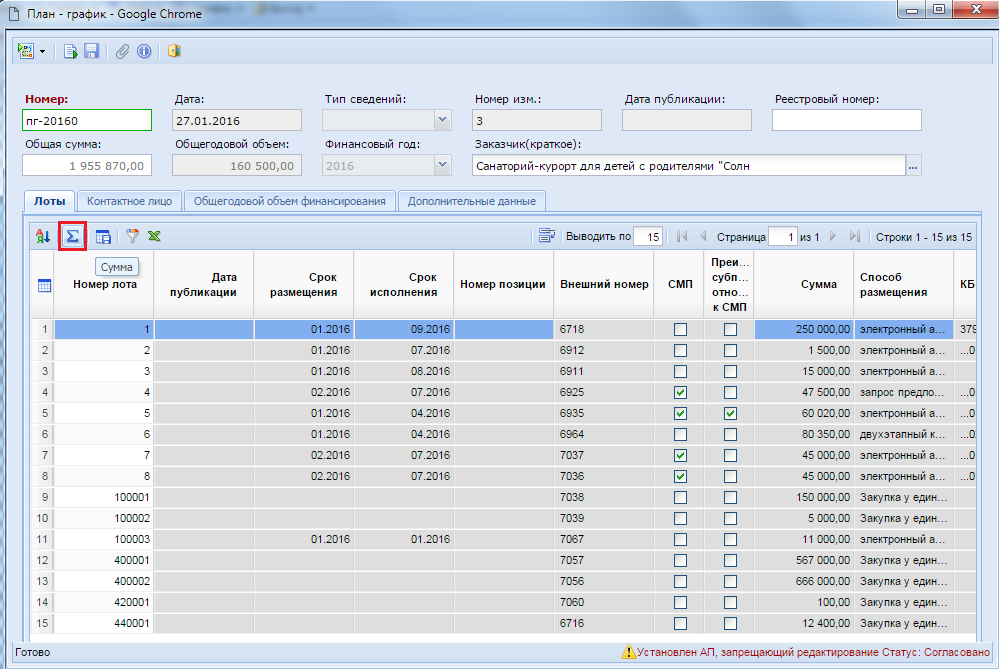 План - график - Google Chrome
Номер: Дата: Тип сведений: Номер изм.: Дата публикации: Реестровый номер:
пг-20160 27.01.2016 3
Общая сумма: Общегодовой объем: Финансовый год: Заказчик(краткое):
1 955 870,00 160 500,00 2016 Санаторий-курорт для детей с родителями "Солн ...
Лоты Контактное лицо Общегодовой объем финансирования Дополнительные данные
Выводить по 15 Страница 1 из 1 Строки 1 - 15 из 15
Сумма
Номер лота Дата публикации Срок размещения Срок исполнения Номер позиции Внешний номер СМП Преи... субп... отно... к СМП Сумма Способ размещения КБ
1 1 01.2016 09.2016 6718 250 000,00 электронный а... 379
2 2 01.2016 07.2016 6912 1 500,00 электронный а... ...0
3 3 01.2016 08.2016 6911 15 000,00 электронный а... ...0
4 4 02.2016 07.2016 6925 47 500,00 запрос предло... ...0
5 5 01.2016 04.2016 6935 60 020,00 электронный а... ...0
6 6 01.2016 04.2016 6964 80 350,00 двухэтапный к... ...0
7 7 02.2016 07.2016 7037 45 000,00 электронный а... ...0
8 8 02.2016 07.2016 7036 45 000,00 электронный а... ...0
9 100001 7038 150 000,00 Закупка у един...
10 100002 7039 5 000,00 Закупка у един...
11 100003 01.2016 01.2016 7067 11 000,00 электронный а...
12 400001 7057 567 000,00 Закупка у един...
13 400002 7056 666 000,00 Закупка у един...
14 420001 7060 100,00 Закупка у един...
15 440001 6716 12 400,00 Закупка у един...
Готово Установлен АП, запрещающий редактирование Статус: Согласовано